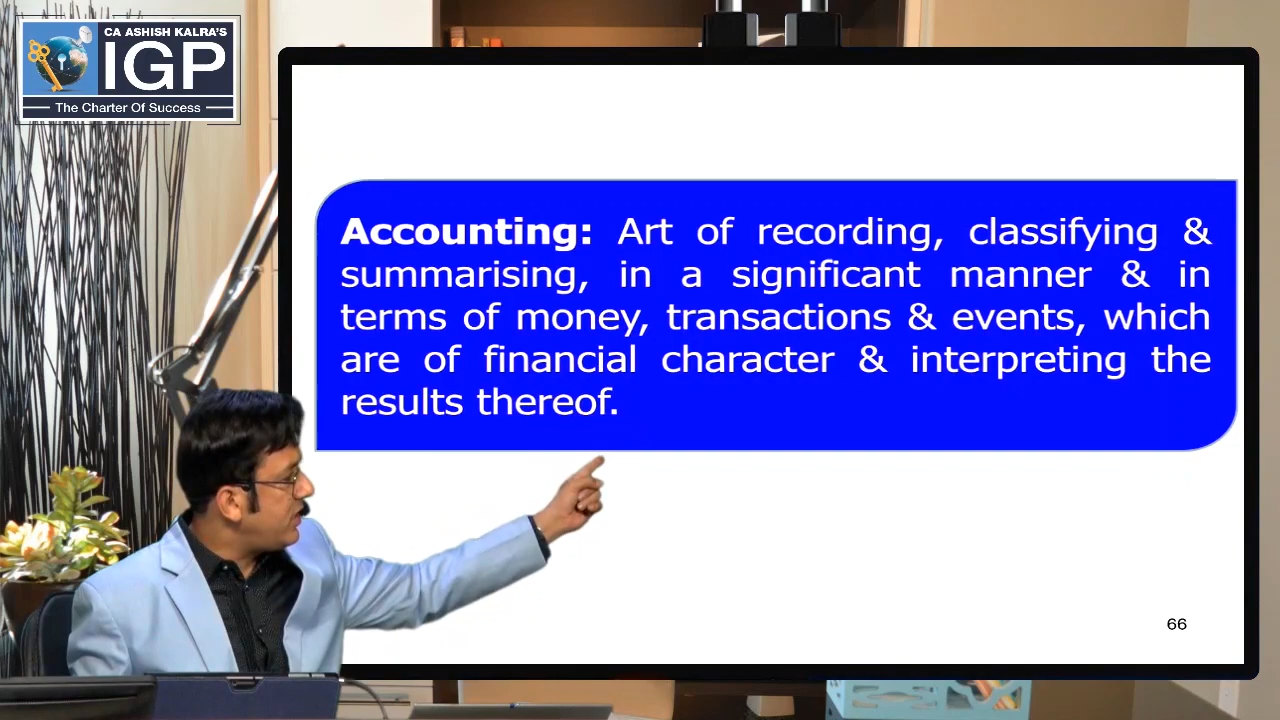 CA ASHISH KALRA'S
IGP
The Charter Of Success
Accounting: Art of recording, classifying &
summarising, in a significant manner & in
terms of money, transactions & events, which
are of financial character & interpreting the
results thereof.
66